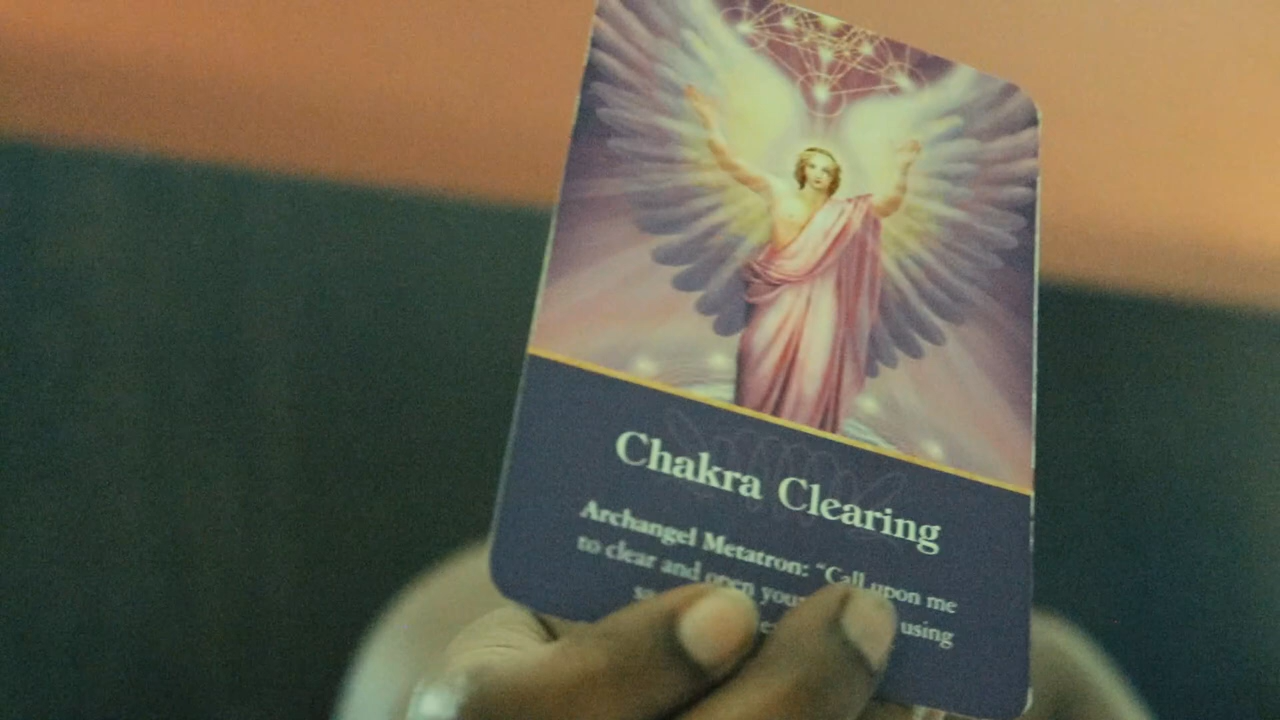 Chakra Clearing
Archangel Metatron: “Call upon me
to clear and open your
using